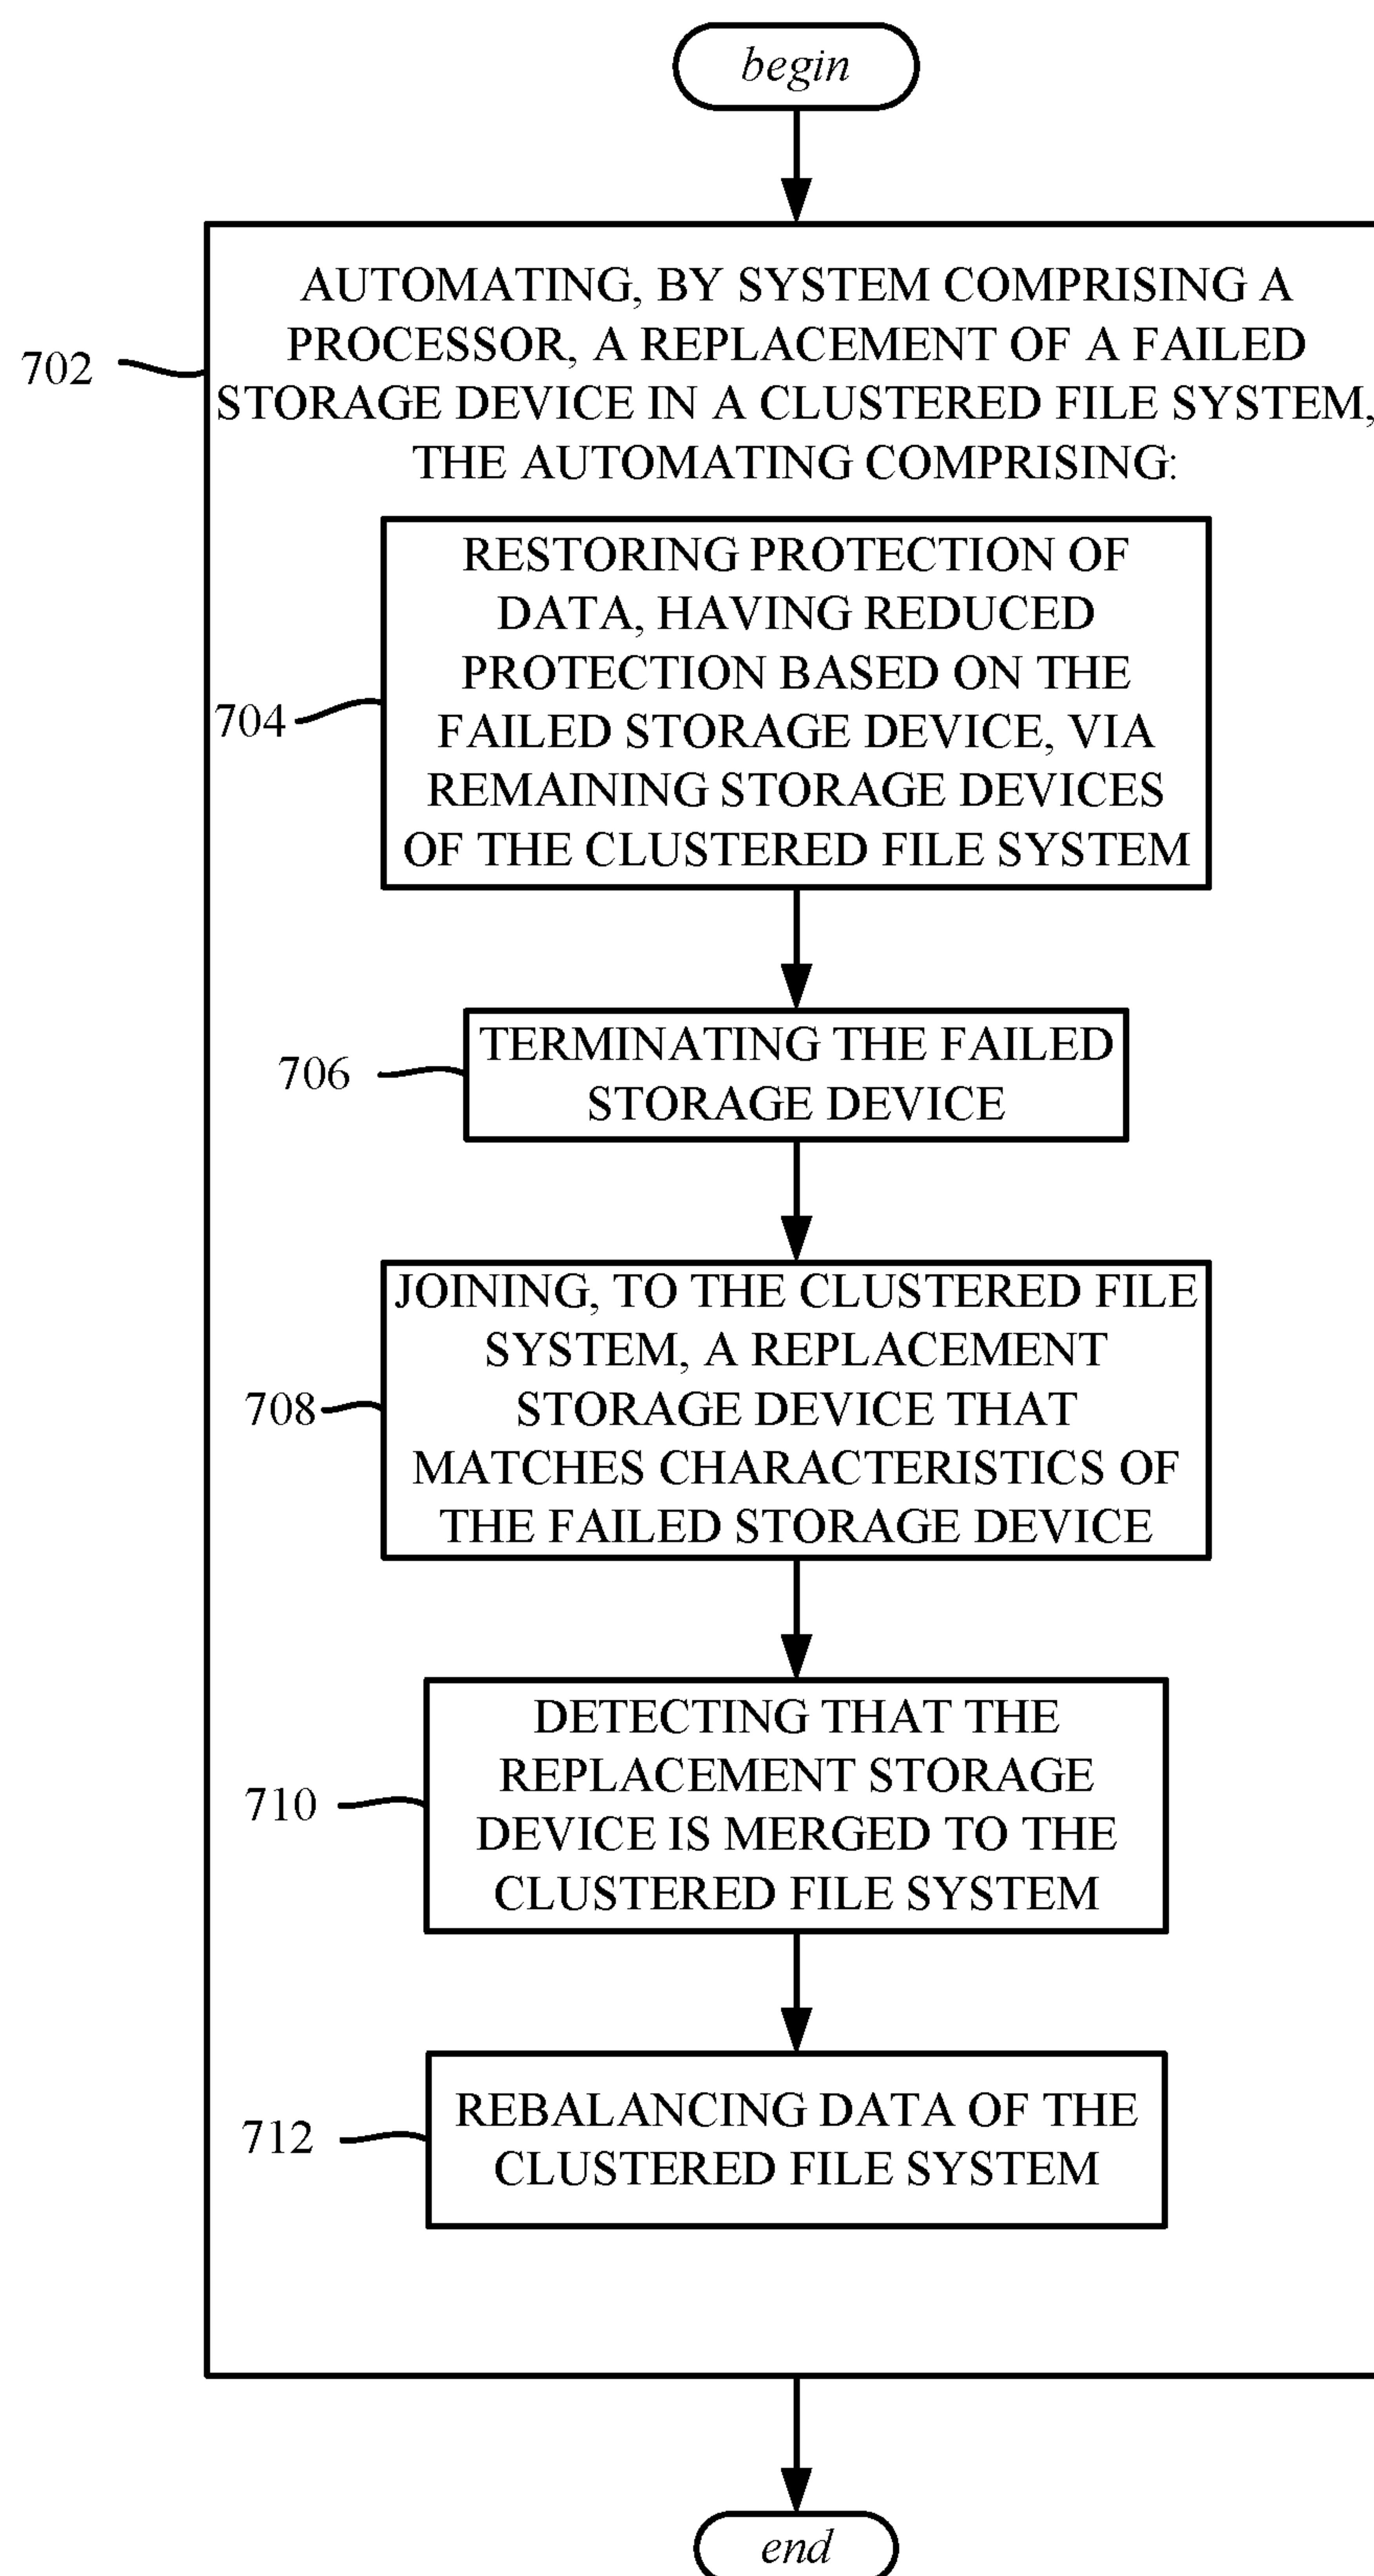 begin
AUTOMATING, BY SYSTEM COMPRISING A
PROCESSOR, A REPLACEMENT OF A FAILED
702
STORAGE DEVICE IN A CLUSTERED FILE SYSTEM,
THE AUTOMATING COMPRISING:
RESTORING PROTECTION OF
DATA, HAVING REDUCED
PROTECTION BASED ON THE
704
FAILED STORAGE DEVICE, VIA
REMAINING STORAGE DEVICES
OF THE CLUSTERED FILE SYSTEM
TERMINATING THE FAILED
706
STORAGE DEVICE
JOINING, TO THE CLUSTERED FILE
SYSTEM, A REPLACEMENT
708
STORAGE DEVICE THAT
MATCHES CHARACTERISTICS OF
THE FAILED STORAGE DEVICE
DETECTING THAT THE
REPLACEMENT STORAGE
710
DEVICE IS MERGED TO THE
CLUSTERED FILE SYSTEM
REBALANCING DATA OF THE
712
CLUSTERED FILE SYSTEM
end